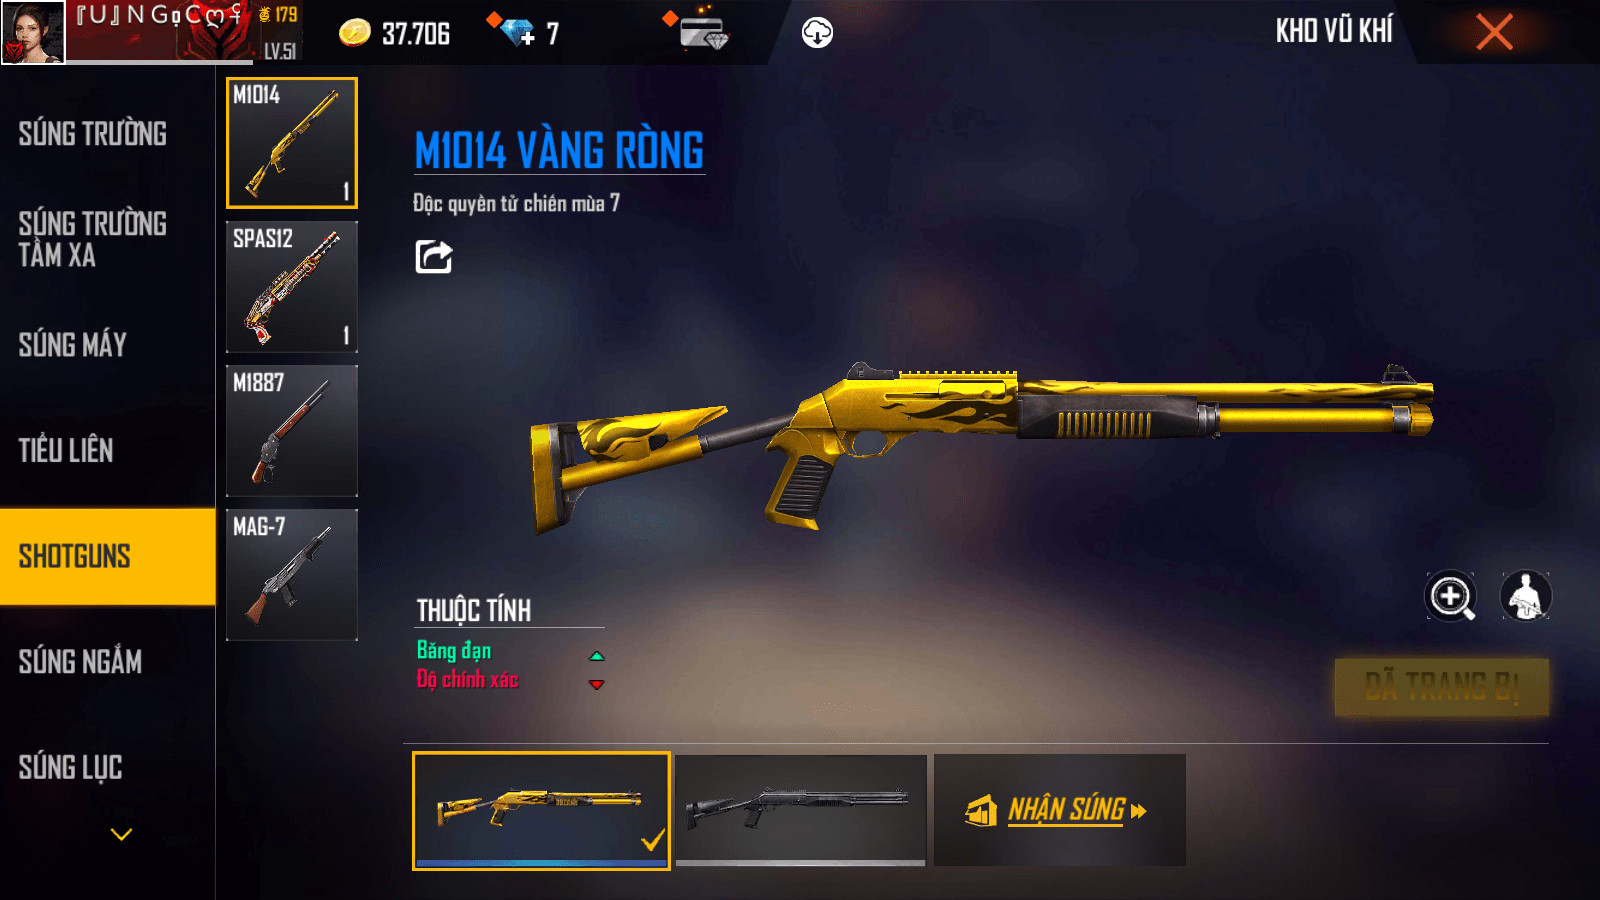 『U』N G ọ C ღ ♀
179
LV.51
37.706
7
KHO VŨ KHÍ
SÚNG TRƯỜNG
SÚNG TRƯỜNG
TẦM XA
SÚNG MÁY
TIỂU LIÊN
SHOTGUNS
SÚNG NGẮM
SÚNG LỤC
M1014
1
SPAS12
1
M1887
MAG-7
M1014 VÀNG RÒNG
Độc quyền tử chiến mùa 7
THUỘC TÍNH
Băng đạn
Độ chính xác
ĐÃ TRANG BỊ
NHẬN SÚNG